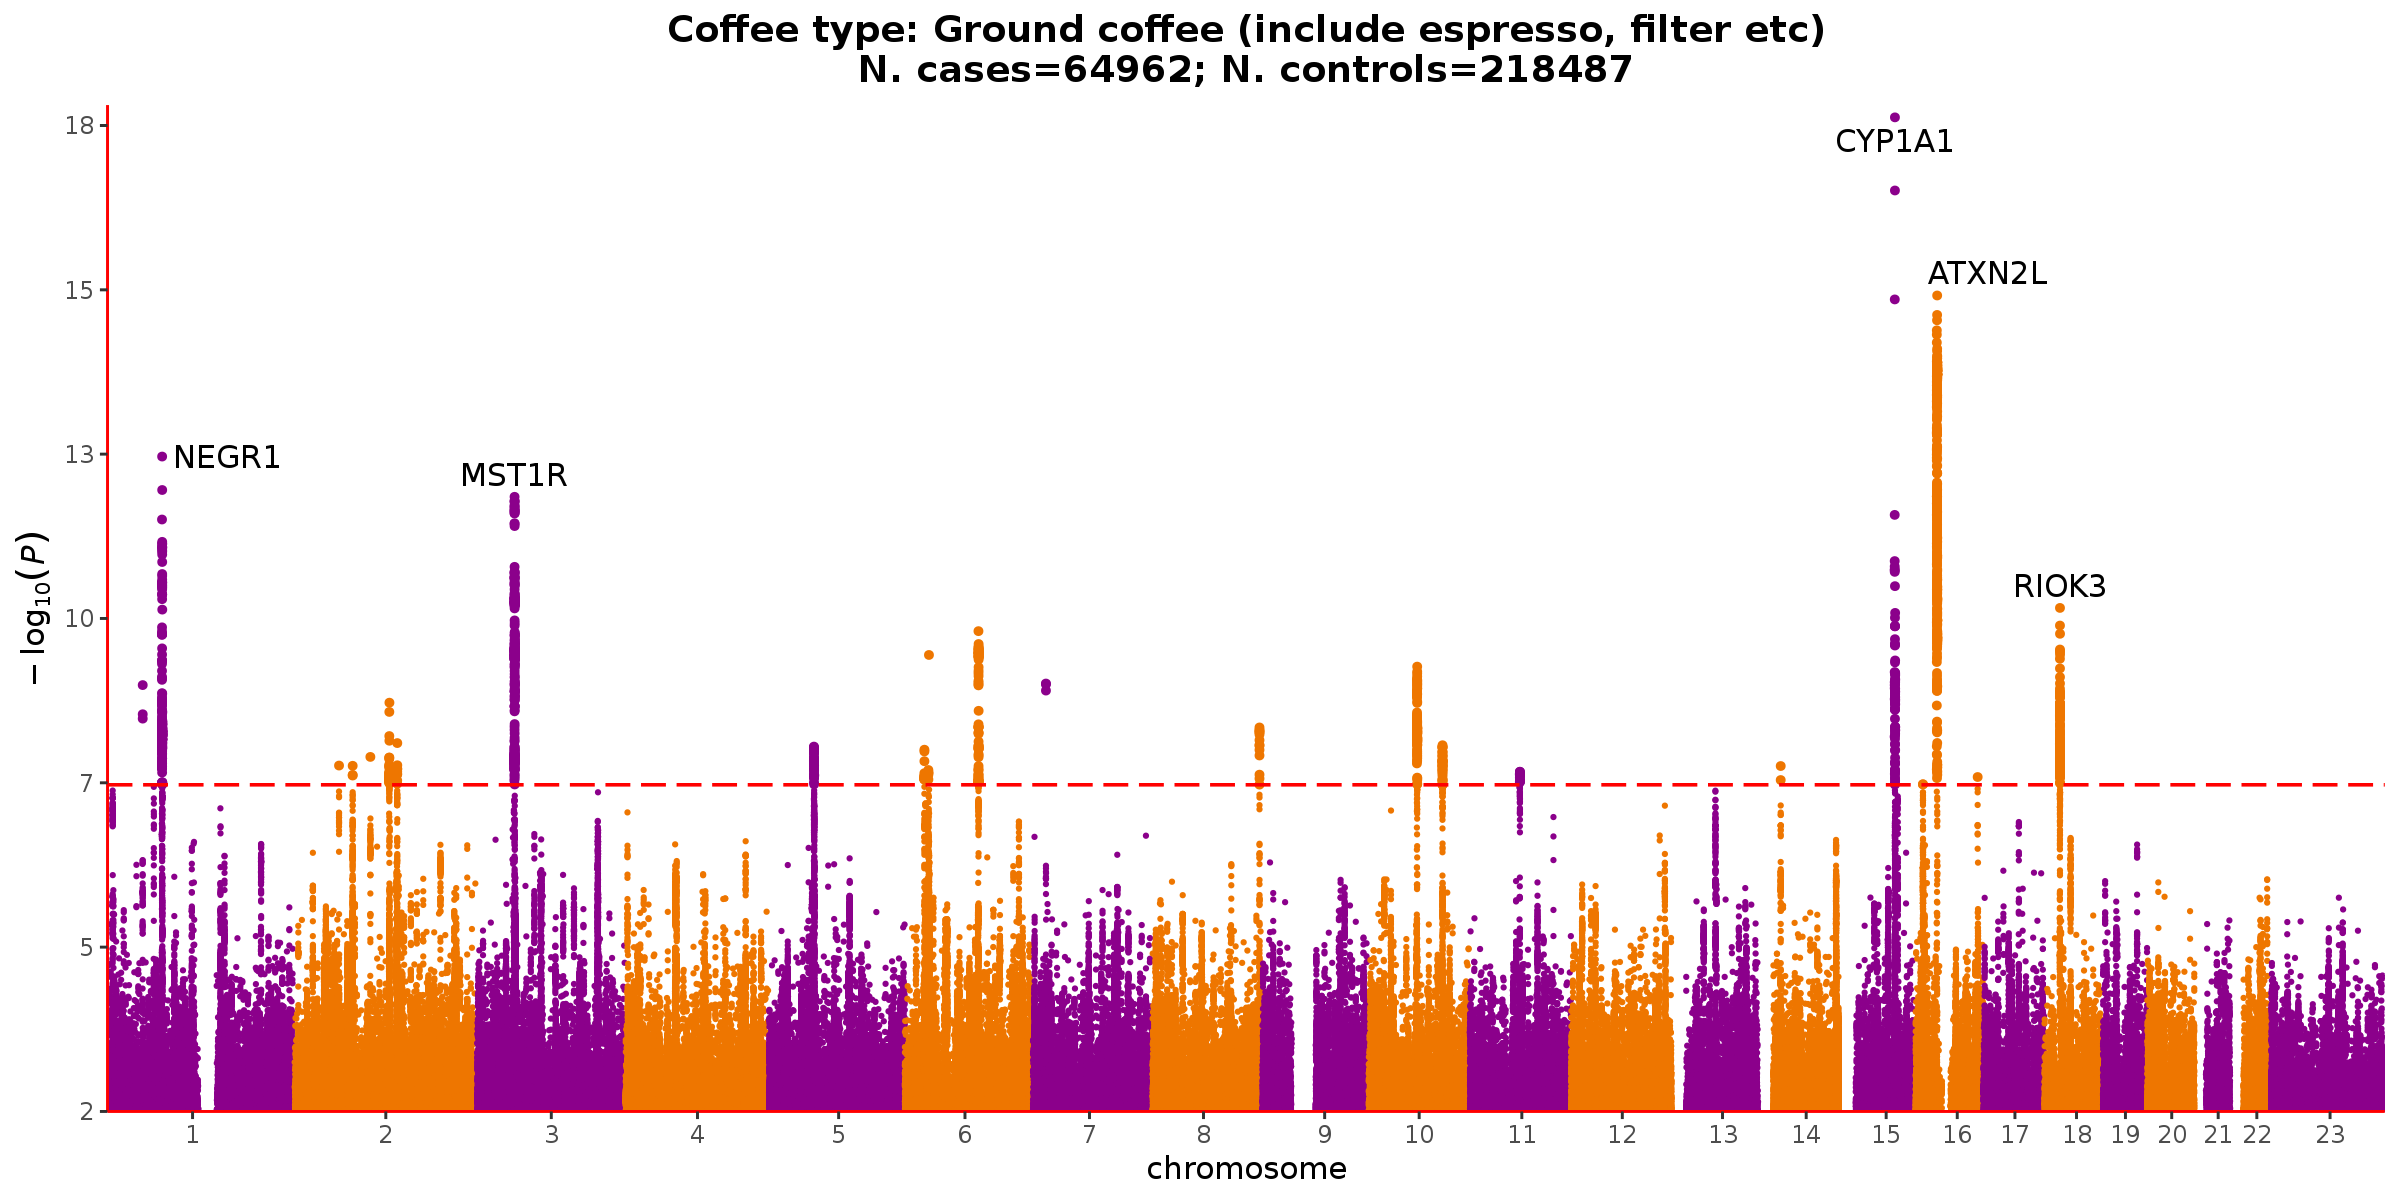 Coffee type: Ground coffee (include espresso, filter etc)
N. cases=64962; N. controls=218487
18
CYP1A1
15
ATXN2L
13
NEGR1
MST1R
10
RIOK3
7
5
2
−log₁₀(P)
1 2 3 4 5 6 7 8 9 10 11 12 13 14 15 16 17 18 19 20 21 22 23
chromosome